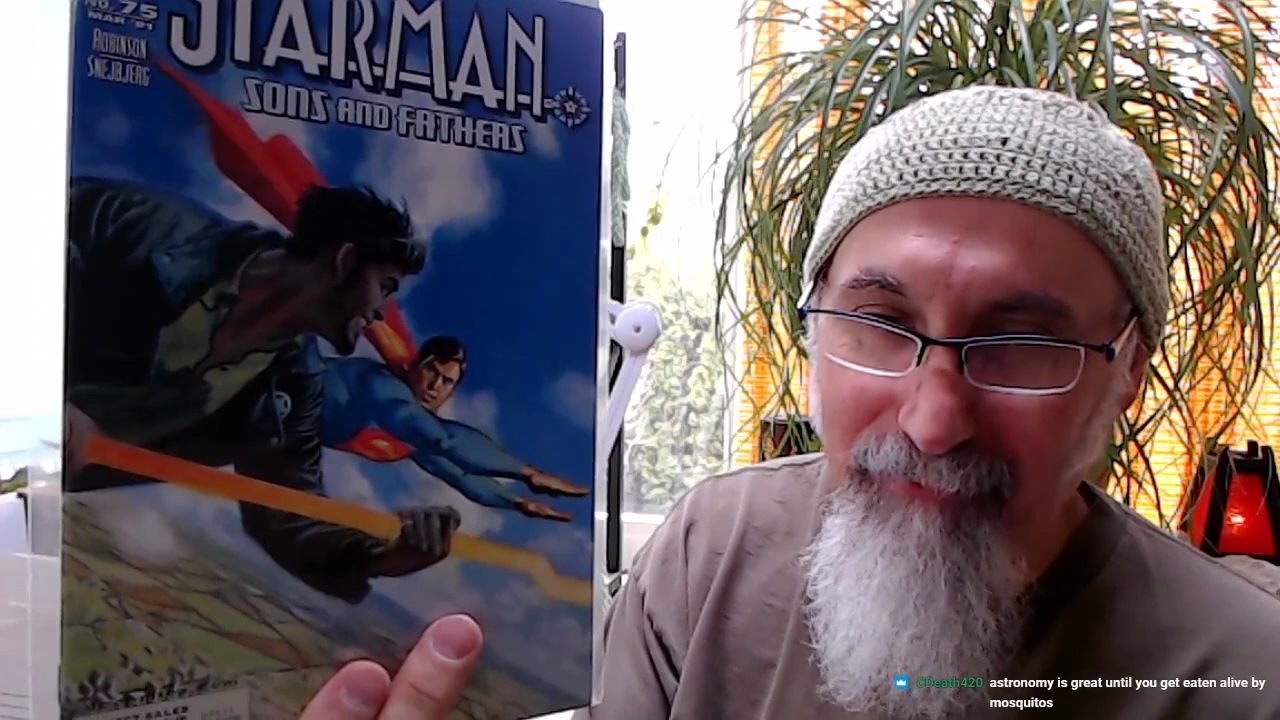 NO. 75
MAR '01
ROBINSON
SNEJBJERG
STARMAN
SONS AND FATHERS
CDeath420 astronomy is great until you get eaten alive by
mosquitos